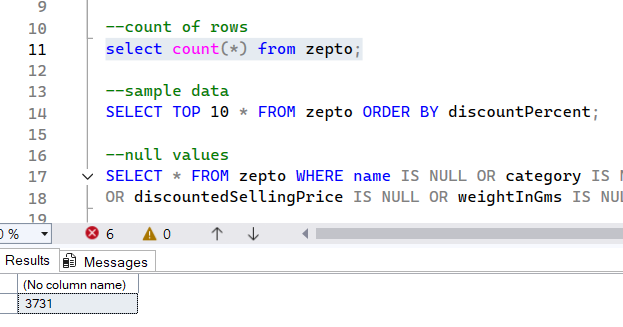 9
10 --count of rows
11 select count(*) from zepto;
12
13 --sample data
14 SELECT TOP 10 * FROM zepto ORDER BY discountPercent;
15
16 --null values
17 SELECT * FROM zepto WHERE name IS NULL OR category IS N
18 OR discountedSellingPrice IS NULL OR weightInGms IS NUL
19
0 % 6 0
Results Messages
(No column name)
3731